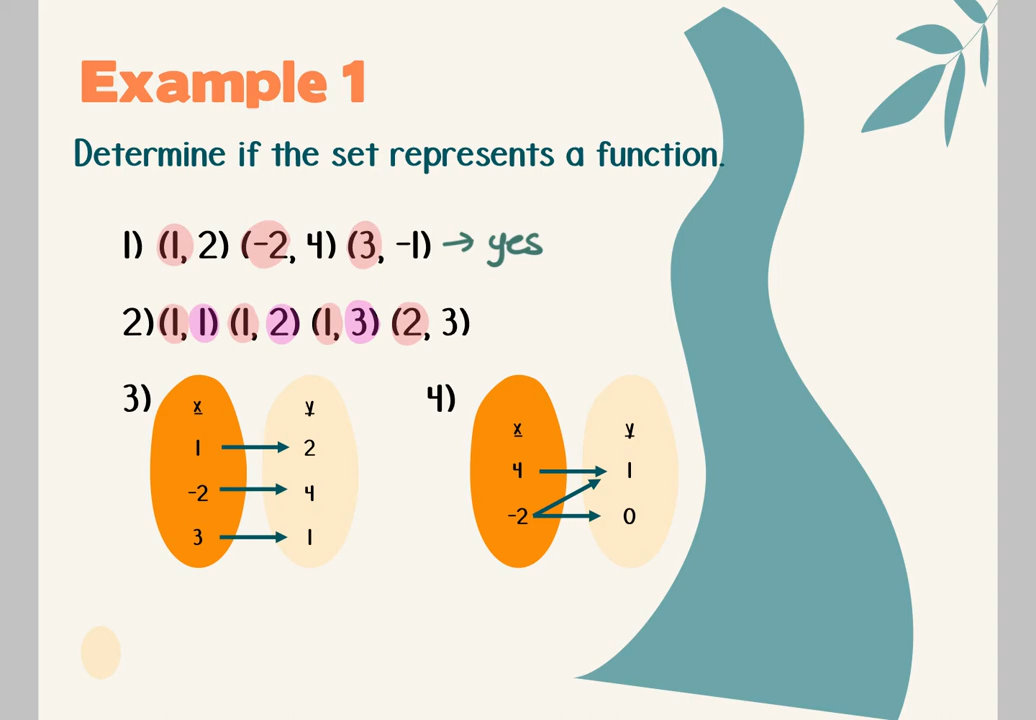 Example 1
Determine if the set represents a function.
1) (1, 2) (-2, 4) (3, -1) → yes
2) (1, 1) (1, 2) (1, 3) (2, 3)
3)
x y
1 → 2
-2 → 4
3 → 1
4)
x y
4 1
-2 0